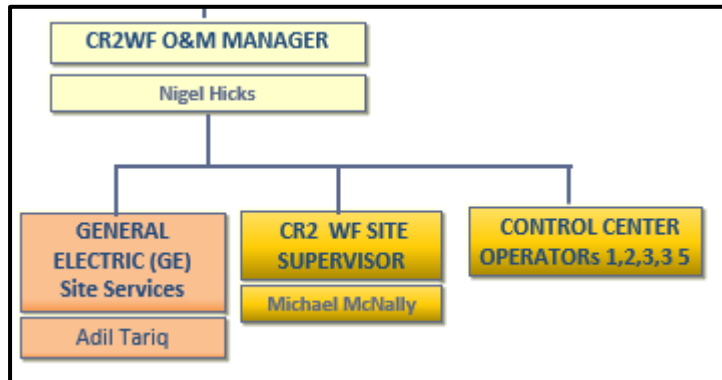 CR2WF O&M MANAGER
Nigel Hicks
GENERAL
ELECTRIC (GE)
Site Services
Adil Tariq
CR2 WF SITE
SUPERVISOR
Michael McNally
CONTROL CENTER
OPERATORs 1,2,3,3 5